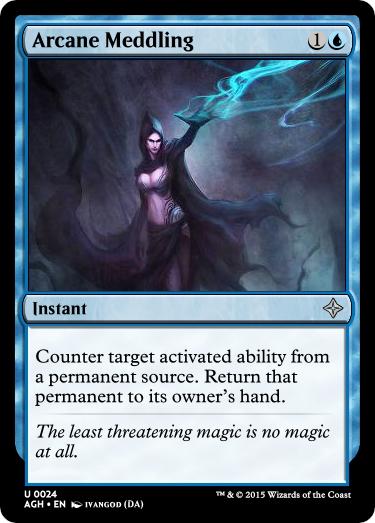 Arcane Meddling 1
Instant
Counter target activated ability from
a permanent source. Return that
permanent to its owner's hand.
The least threatening magic is no magic
at all.
U 0024
AGH • EN IVANGOD (DA)
™ & © 2015 Wizards of the Coast